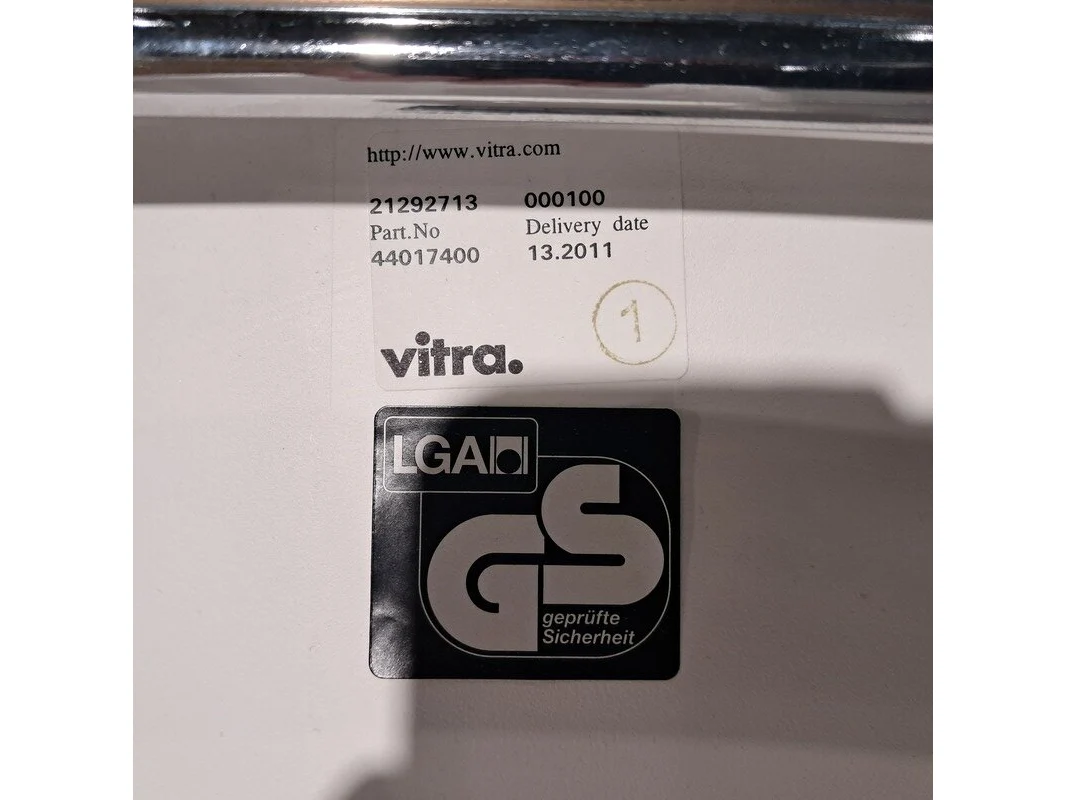 http://www.vitra.com
21292713 000100
Part.No Delivery date
44017400 13.2011
1
vitra.
LGA
GS
geprüfte
Sicherheit